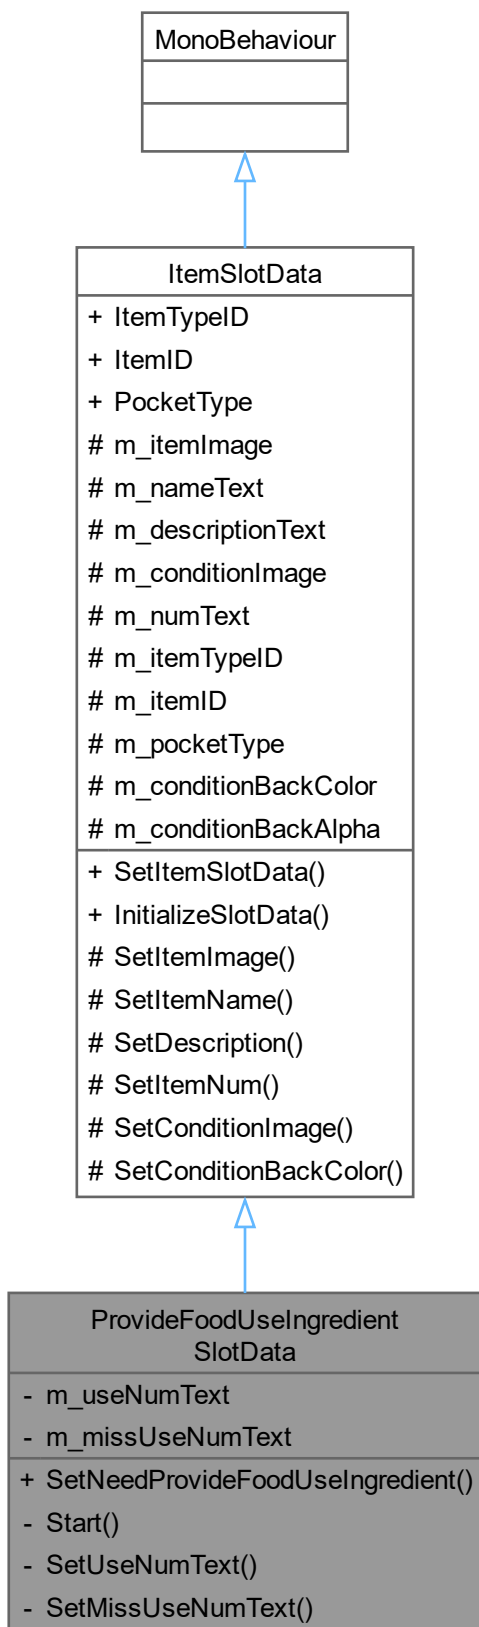 MonoBehaviour
ItemSlotData
+ ItemTypeID
+ ItemID
+ PocketType
# m_itemImage
# m_nameText
# m_descriptionText
# m_conditionImage
# m_numText
# m_itemTypeID
# m_itemID
# m_pocketType
# m_conditionBackColor
# m_conditionBackAlpha
+ SetItemSlotData()
+ InitializeSlotData()
# SetItemImage()
# SetItemName()
# SetDescription()
# SetItemNum()
# SetConditionImage()
# SetConditionBackColor()
ProvideFoodUseIngredient
SlotData
- m_useNumText
- m_missUseNumText
+ SetNeedProvideFoodUseIngredient()
- Start()
- SetUseNumText()
- SetMissUseNumText()